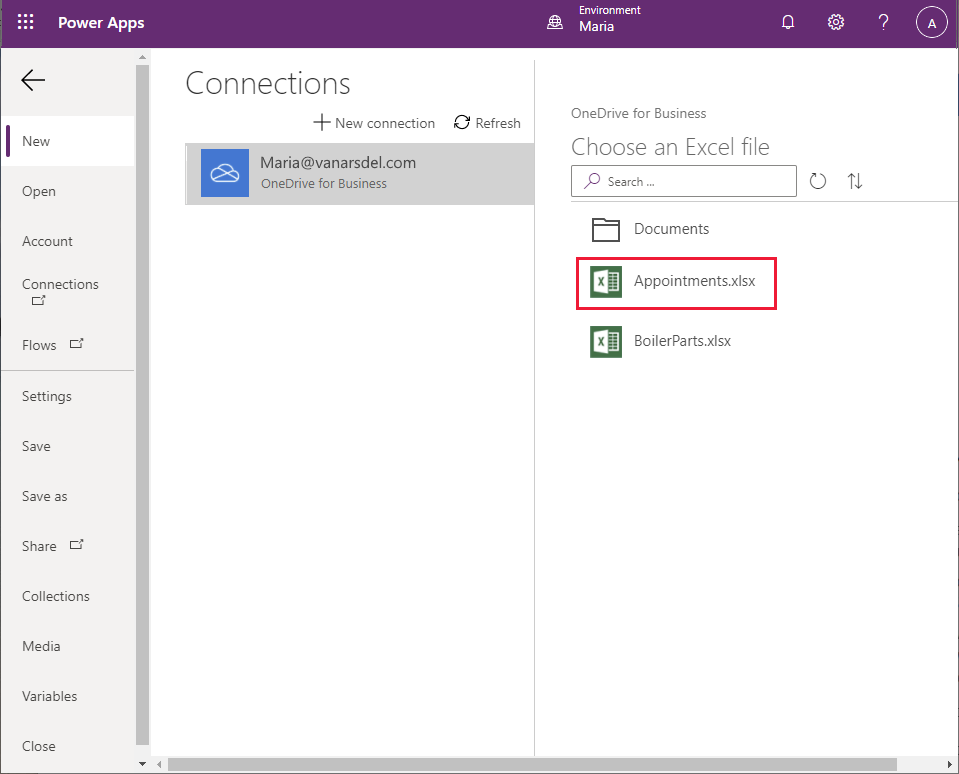 Power Apps
Environment
Maria
?
A
New
Open
Account
Connections
Flows
Settings
Save
Save as
Share
Collections
Media
Variables
Close
Connections
New connection
Refresh
Maria@vanarsdel.com
OneDrive for Business
OneDrive for Business
Choose an Excel file
Search ...
Documents
Appointments.xlsx
BoilerParts.xlsx